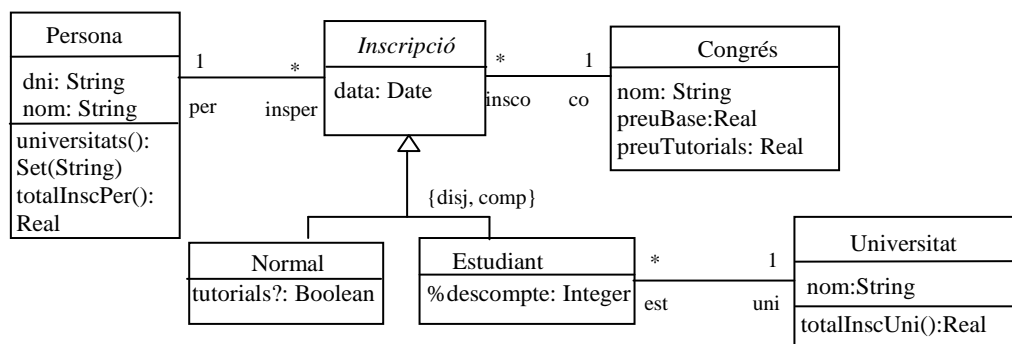 Persona
dni: String
nom: String
universitats():
Set(String)
totalInscPer():
Real
1
per
*
insper
Inscripció
data: Date
*
insco
1
co
Congrés
nom: String
preuBase:Real
preuTutorials: Real
{disj, comp}
Normal
tutorials?: Boolean
Estudiant
%descompte: Integer
*
est
1
uni
Universitat
nom:String
totalInscUni():Real